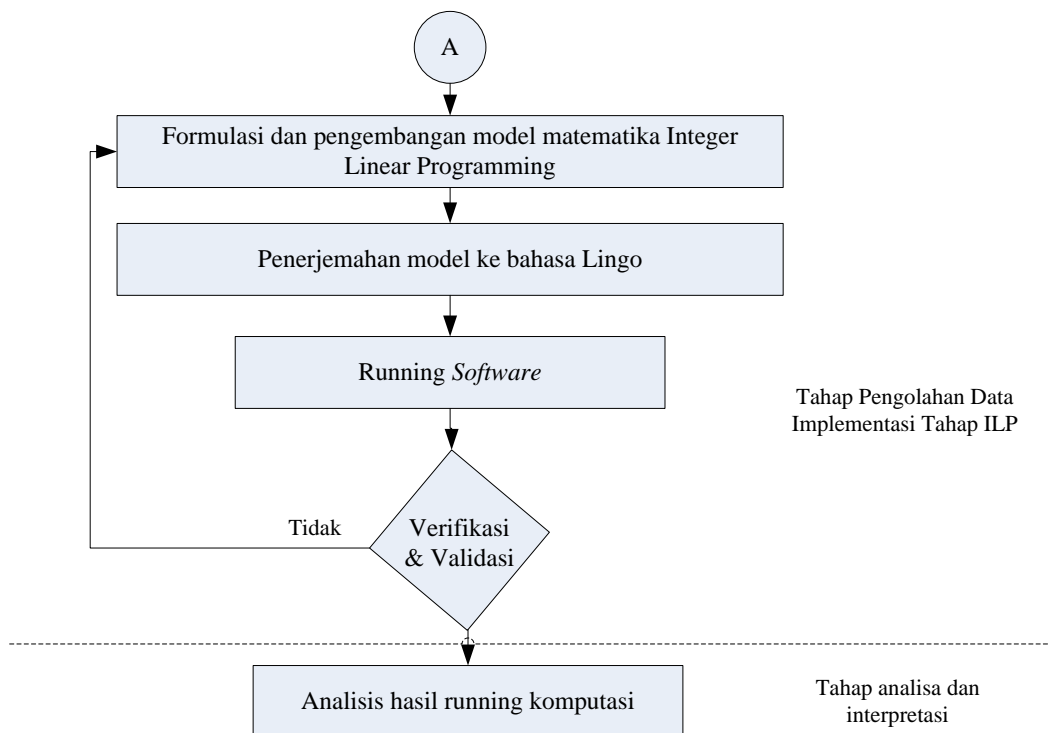 A
Formulasi dan pengembangan model matematika Integer
Linear Programming
Penerjemahan model ke bahasa Lingo
Running Software
Tahap Pengolahan Data
Implementasi Tahap ILP
Tidak
Verifikasi
& Validasi
Analisis hasil running komputasi
Tahap analisa dan
interpretasi